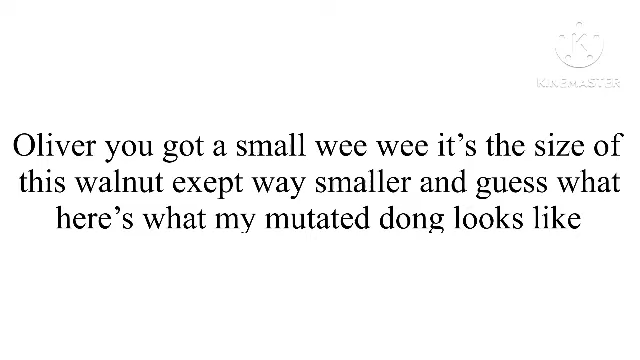 KINEMASTER
Oliver you got a small wee wee it's the size of
this walnut exept way smaller and guess what
here's what my mutated dong looks like